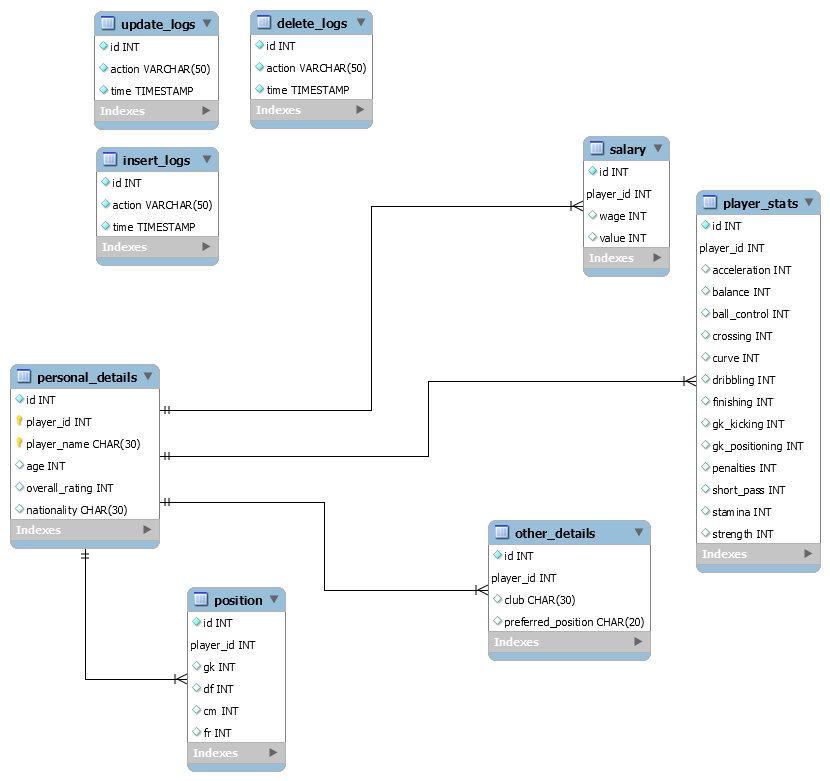 update_logs
id INT
action VARCHAR(50)
time TIMESTAMP
Indexes
delete_logs
id INT
action VARCHAR(50)
time TIMESTAMP
Indexes
insert_logs
id INT
action VARCHAR(50)
time TIMESTAMP
Indexes
salary
id INT
player_id INT
wage INT
value INT
Indexes
player_stats
id INT
player_id INT
acceleration INT
balance INT
ball_control INT
crossing INT
curve INT
dribbling INT
finishing INT
gk_kicking INT
gk_positioning INT
penalties INT
short_pass INT
stamina INT
strength INT
Indexes
personal_details
id INT
player_id INT
player_name CHAR(30)
age INT
overall_rating INT
nationality CHAR(30)
Indexes
other_details
id INT
player_id INT
club CHAR(30)
preferred_position CHAR(20)
Indexes
position
id INT
player_id INT
gk INT
df INT
cm INT
fr INT
Indexes